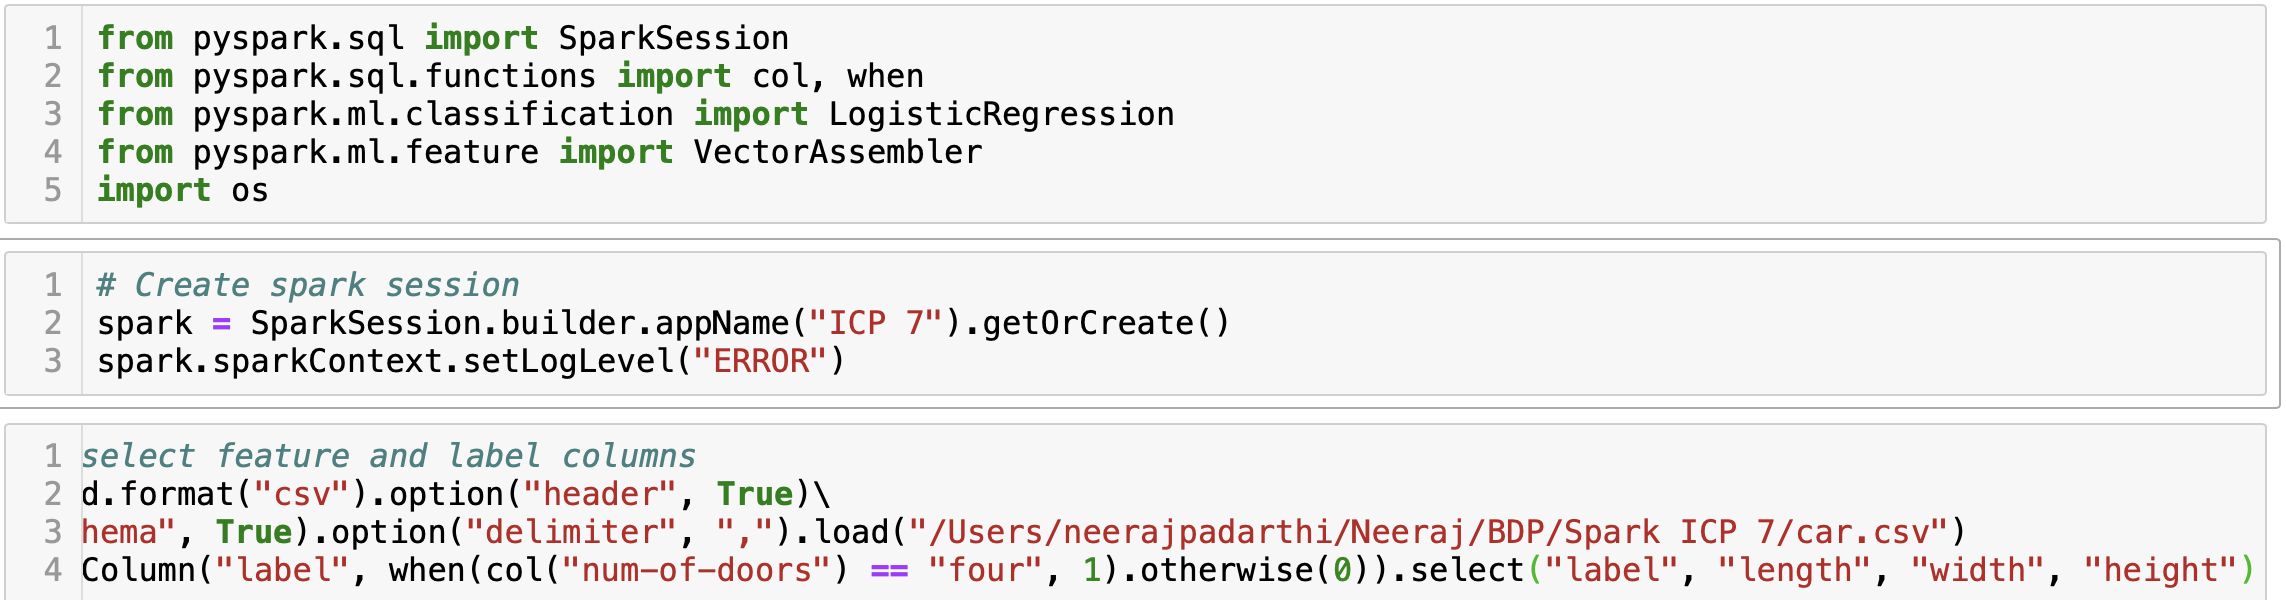 1 from pyspark.sql import SparkSession
2 from pyspark.sql.functions import col, when
3 from pyspark.ml.classification import LogisticRegression
4 from pyspark.ml.feature import VectorAssembler
5 import os
1 # Create spark session
2 spark = SparkSession.builder.appName("ICP 7").getOrCreate()
3 spark.sparkContext.setLogLevel("ERROR")
1 select feature and label columns
2 d.format("csv").option("header", True)\
3 hema", True).option("delimiter", ",").load("/Users/neerajpadarthi/Neeraj/BDP/Spark ICP 7/car.csv")
4 Column("label", when(col("num-of-doors") == "four", 1).otherwise(0)).select("label", "length", "width", "height")